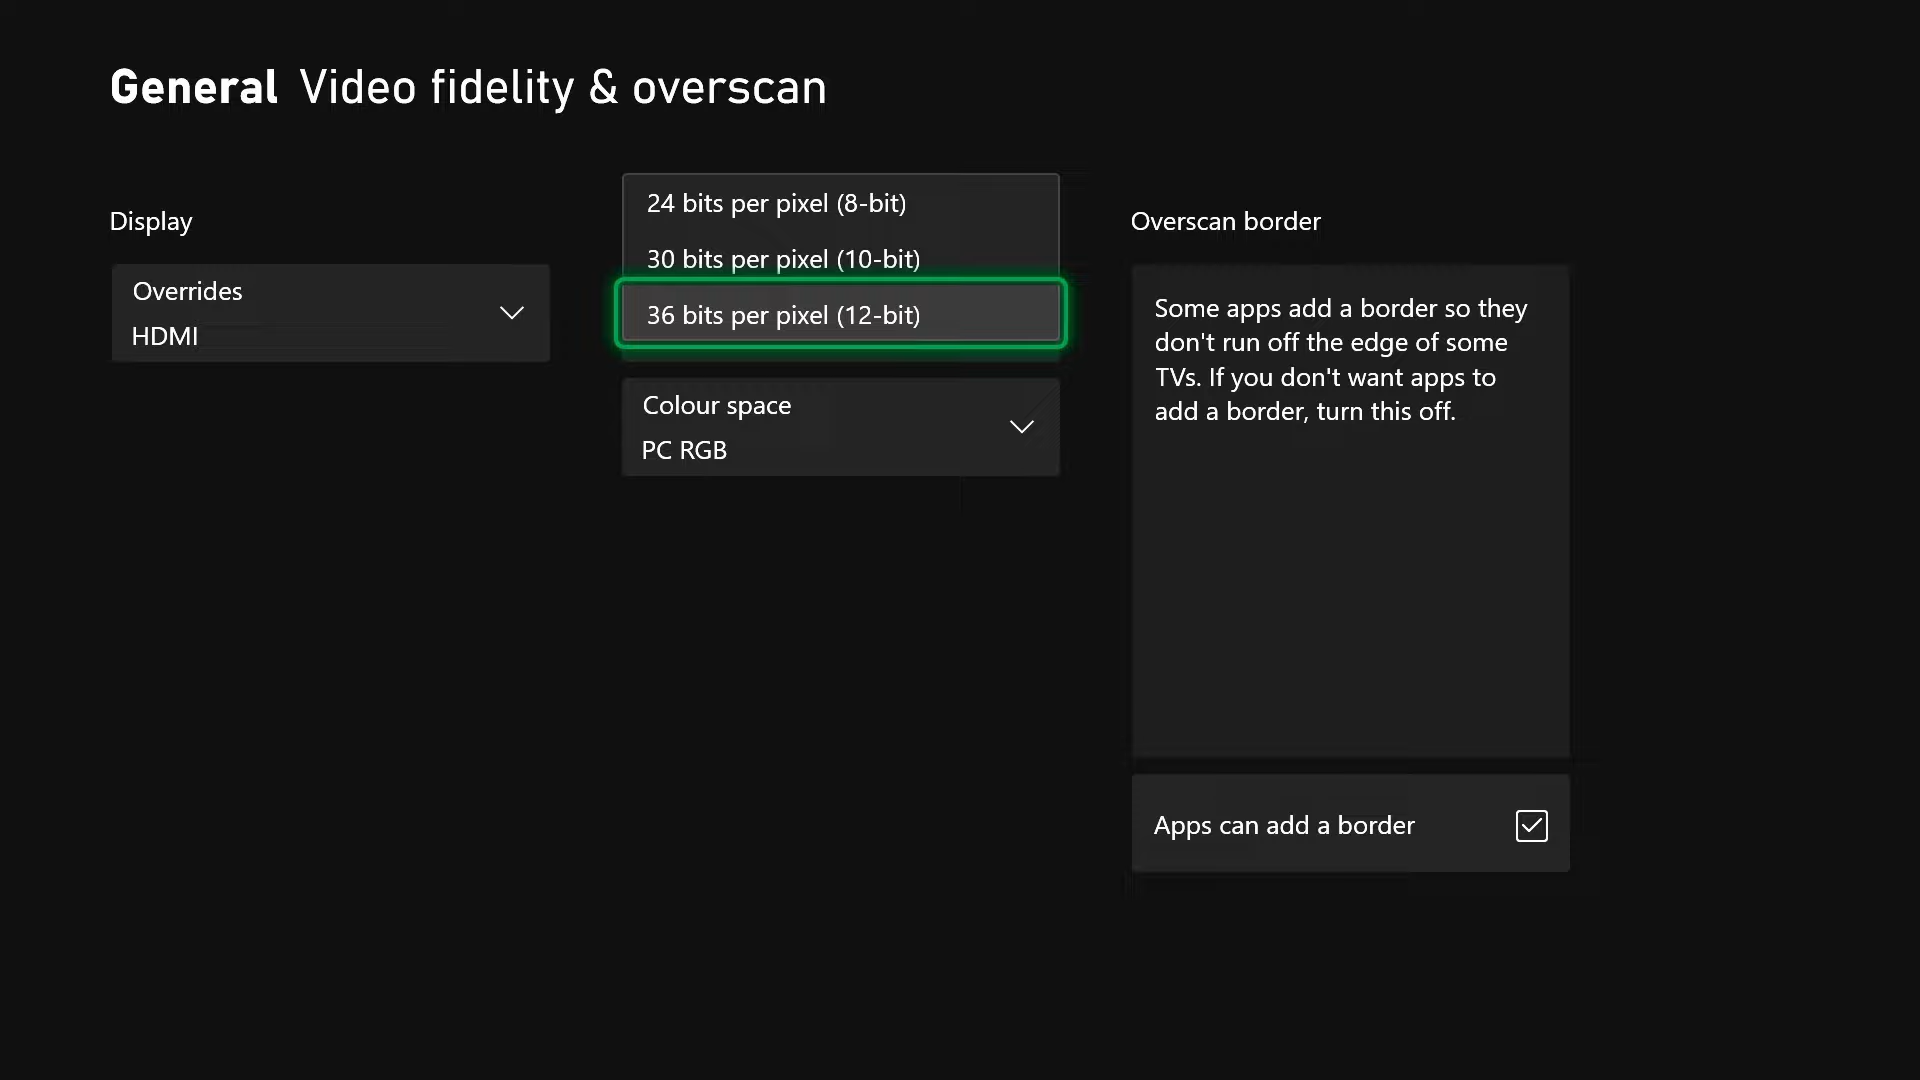 General Video fidelity & overscan
Display
Overrides
HDMI
24 bits per pixel (8-bit)
30 bits per pixel (10-bit)
36 bits per pixel (12-bit)
Colour space
PC RGB
Overscan border
Some apps add a border so they
don't run off the edge of some
TVs. If you don't want apps to
add a border, turn this off.
Apps can add a border